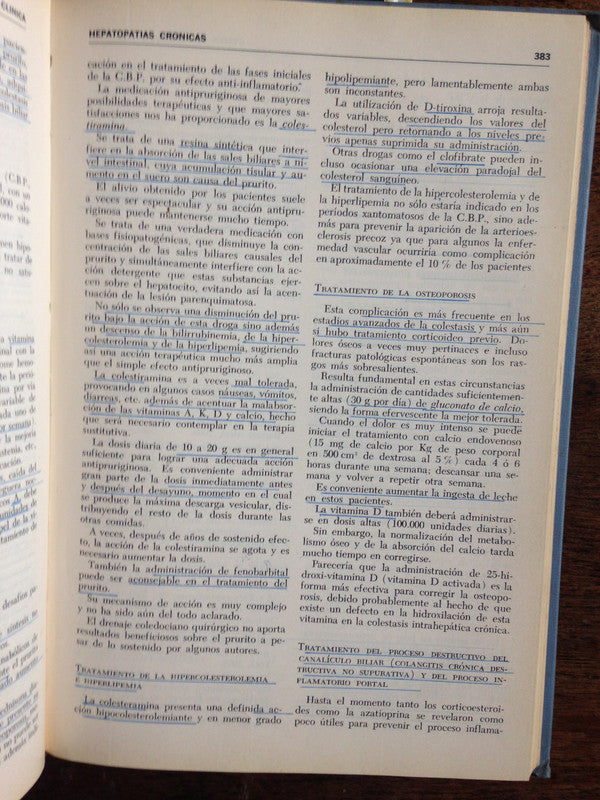 CLINICA
HEPATOPATIAS CRONICAS
383
cación en el tratamiento de las fases iniciales
de la C.B.P. por su efecto anti-inflamatorio.
La medicación antipruriginosa de mayores
posibilidades terapéuticas y que mayores sa-
tisfacciones nos ha proporcionado es la coles-
tiramina.
Se trata de una resina sintética que inter-
fiere en la absorción de las sales biliares a ni-
vel intestinal, cuya acumulación tisular y au-
mento en el suero son causa del prurito.
El alivio obtenido por los pacientes suele
a veces ser espectacular y su acción antipru-
riginosa puede mantenerse mucho tiempo.
Se trata de una verdadera medicación con
bases fisiopatogénicas, que disminuye la con-
centración de las sales biliares causales del
prurito y simultáneamente interfiere con la ac-
ción detergente que estas substancias ejer-
cen sobre el hepatocito, evitando así la acen-
tuación de la lesión parenquimatosa.
No sólo se observa una disminución del pru-
rito bajo la acción de esta droga sino además
un descenso de la bilirrubinemia, de la hiper-
colesterolemia y de la hiperlipemia, sugiriendo
así una acción terapéutica mucho más amplia
que el simple efecto antipruriginoso.
La colestiramina es a veces mal tolerada,
provocando en algunos casos náuseas, vómitos,
diarreas, etc. además de acentuar la malabsor-
ción de las vitaminas A, K, D y calcio, hecho
que será necesario contemplar en la terapia
sustitutiva.
La dosis diaria de 10 a 20 g es en general
suficiente para lograr una adecuada acción
antipruriginosa. Es conveniente administrar
gran parte de la dosis inmediatamente antes
y después del desayuno, momento en el cual
se produce la máxima descarga vesicular, dis-
tribuyendo el resto de la dosis durante las
otras comidas.
A veces, después de años de sostenido efec-
to, la acción de la colestiramina se agota y es
necesario aumentar la dosis.
También la administración de fenobarbital
puede ser aconsejable en el tratamiento del
prurito.
Su mecanismo de acción es muy complejo
y no ha sido aún del todo aclarado.
El drenaje coledociano quirúrgico no aporta
resultados beneficiosos sobre el prurito a pe-
sar de lo sostenido por algunos autores.
TRATAMIENTO DE LA HIPERCOLESTEROLEMIA
E HIPERLIPEMIA
La colesteramina presenta una definida ac-
ción hipocolesterolemiante y en menor grado
hipolipemiante, pero lamentablemente ambas
son inconstantes.
La utilización de D-tiroxina arroja resulta-
dos variables, descendiendo los valores del
colesterol pero retornando a los niveles pre-
vios apenas suprimida su administración.
Otras drogas como el clofibrate pueden in-
cluso ocasionar una elevación paradojal del
colesterol sanguíneo.
El tratamiento de la hipercolesterolemia y de
la hiperlipemia no sólo estaría indicado en los
períodos xantomatosos de la C.B.P., sino ade-
más para prevenir la aparición de la arterioes-
clerosis precoz ya que para algunos la enfer-
medad vascular ocurriría como complicación
en aproximadamente el 10 % de los pacientes
TRATAMIENTO DE LA OSTEOPOROSIS
Esta complicación es más frecuente en los
estadios avanzados de la colestasis y más aún
si hubo tratamiento corticoideo previo. Do-
lores óseos a veces muy pertinaces e incluso
fracturas patológicas espontáneas son los ras-
gos más sobresalientes.
Resulta fundamental en estas circunstancias
la administración de cantidades suficientemen-
te altas (30 g por día) de gluconato de calcio,
siendo la forma efervescente la mejor tolerada.
Cuando el dolor es muy intenso se puede
iniciar el tratamiento con calcio endovenoso
(15 mg de calcio por Kg de peso corporal
en 500 cm³ de dextrosa al 5 %) cada 4 ó 6
horas durante una semana; descansar una se-
mana y volver a repetir otra semana.
Es conveniente aumentar la ingesta de leche
en estos pacientes.
La vitamina D también deberá administrar-
se en dosis altas (100.000 unidades diarias).
Sin embargo, la normalización del metabo-
lismo óseo y de la absorción del calcio tarda
mucho tiempo en corregirse.
Parecería que la administración de 25-hi-
droxi-vitamina D (vitamina D activada) es la
forma más efectiva para corregir la osteopo-
rosis, debido probablemente al hecho de que
existe un defecto en la hidroxilación de esta
vitamina en la colestasis intrahepática crónica.
TRATAMIENTO DEL PROCESO DESTRUCTIVO DEL
CANALÍCULO BILIAR (COLANGITIS CRÓNICA DES-
TRUCTIVA NO SUPURATIVA) Y DEL PROCESO IN-
FLAMATORIO PORTAL
Hasta el momento tanto los corticoesteroi-
des como la azatioprina se revelaron como
poco útiles para prevenir el proceso inflama-